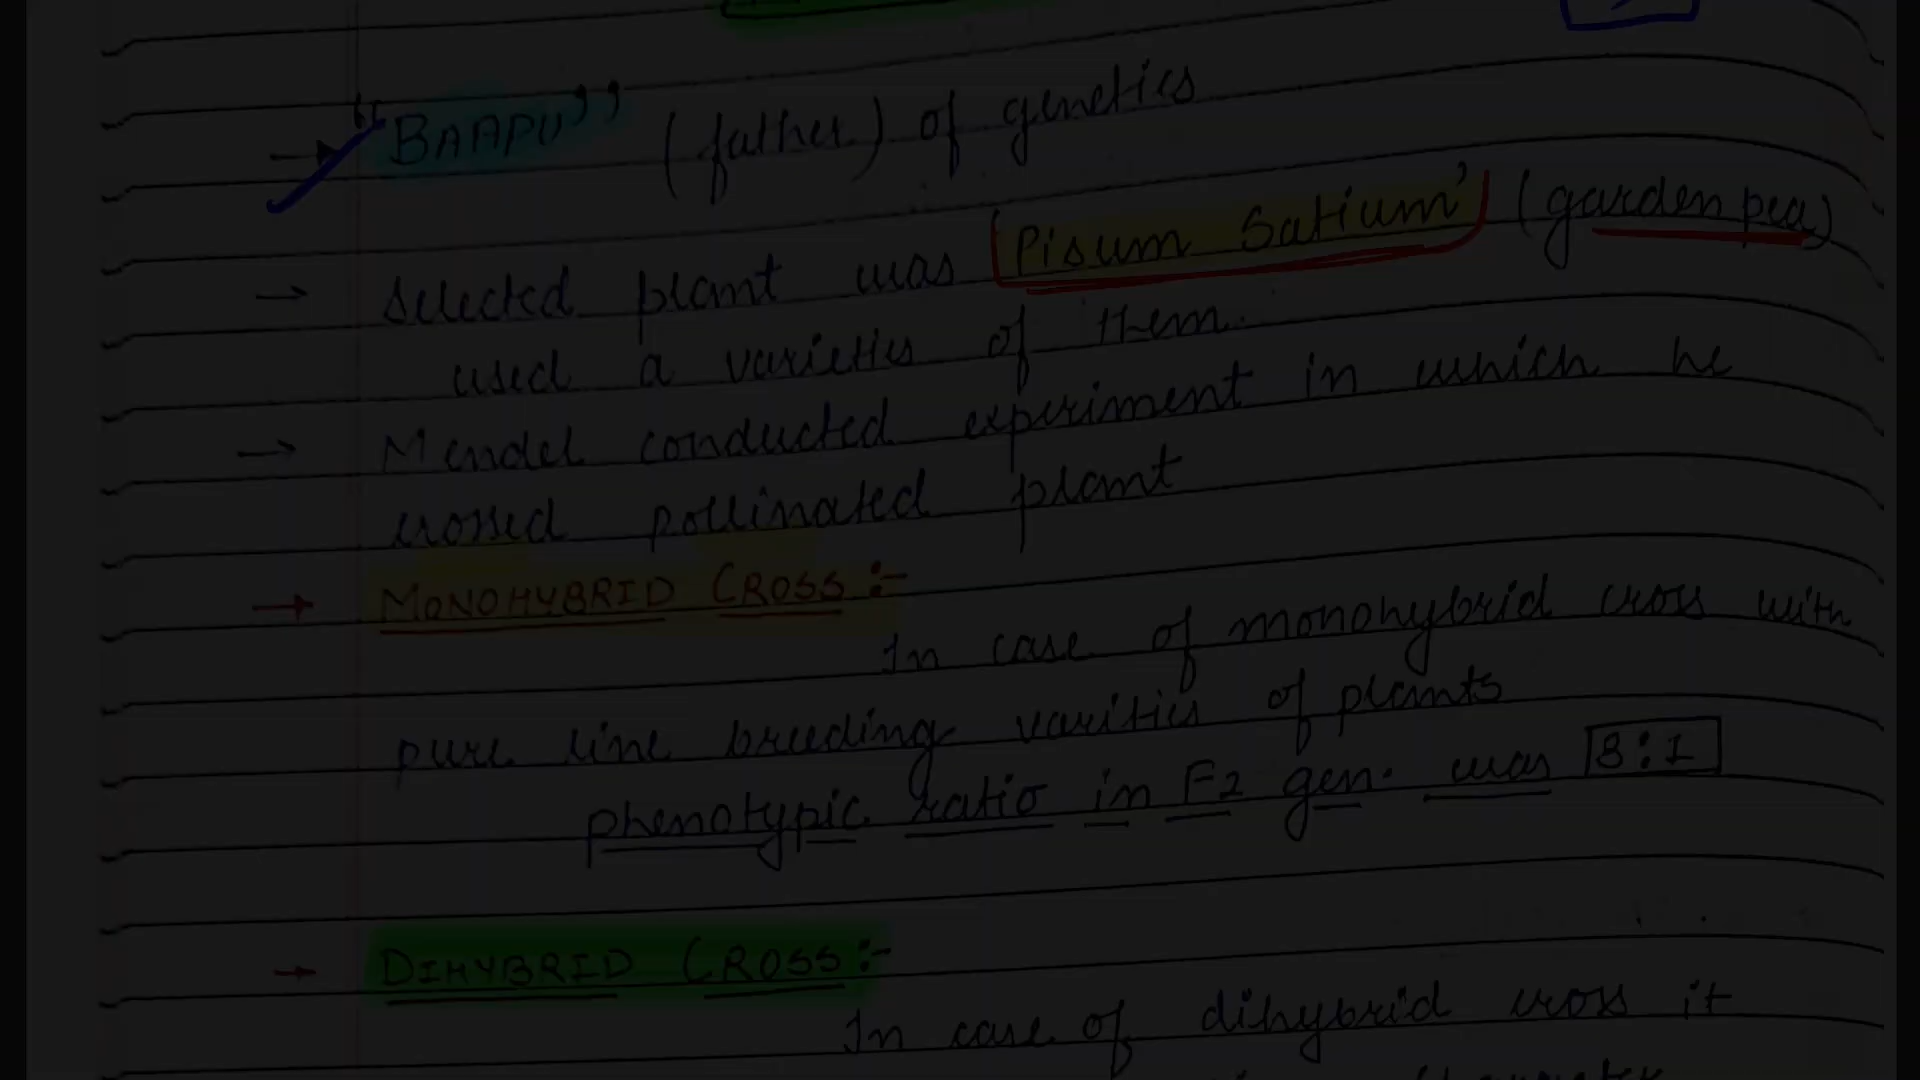 → "BAAPU" (father) of genetics
→ Selected plant was 'Pisum Satium' (garden pea)
used a varieties of them.
→ Mendel conducted experiment in which he
crossed pollinated plant
→ MONOHYBRID CROSS :-
In case of monohybrid cross with
pure line breeding varities of plants
phenotypic ratio in F2 gen. was 3:1
→ DIHYBRID CROSS :-
In case of dihybrid cross it